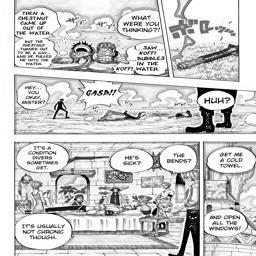 THEN A
CHESTNUT
CAME UP
OUT OF
THE WATER.
BUT THE
CHESTNUT
TURNED OUT
TO BE A GUY
AND HE PULLED
ME INTO THE
WATER.
WHAT
WERE YOU
THINKING?!
I...SAW
KOFF!
BUBBLES
IN THE
WATER.
KOFF!
HEY...
YOU
OKAY,
MISTER?
GASP!!
HUH?
IT'S A
CONDITION
DIVERS
SOMETIMES
GET.
HE'S
SICK?
THE
BENDS?
GET ME
A COLD
TOWEL.
IT'S USUALLY
NOT CHRONIC
THOUGH.
AND OPEN
ALL THE
WINDOWS!